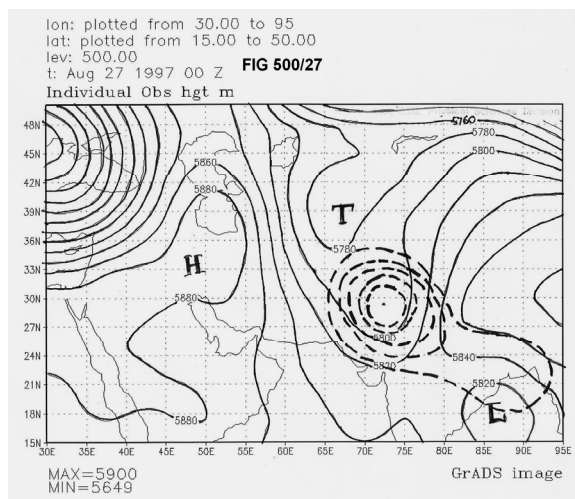 lon: plotted from 30.00 to 95
lat: plotted from 15.00 to 50.00
lev: 500.00
t: Aug 27 1997 00 Z
FIG 500/27
Individual Obs hgt m
48N
45N
42N
39N
36N
33N
30N
27N
24N
21N
18N
15N
5760
5780
5800
5860
5880
T
5780
H
5880
5800
5820
5840
5820
L
5880
30E 35E 40E 45E 50E 55E 60E 65E 70E 75E 80E 85E 90E 95E
MAX=5900
MIN=5649
GrADS image